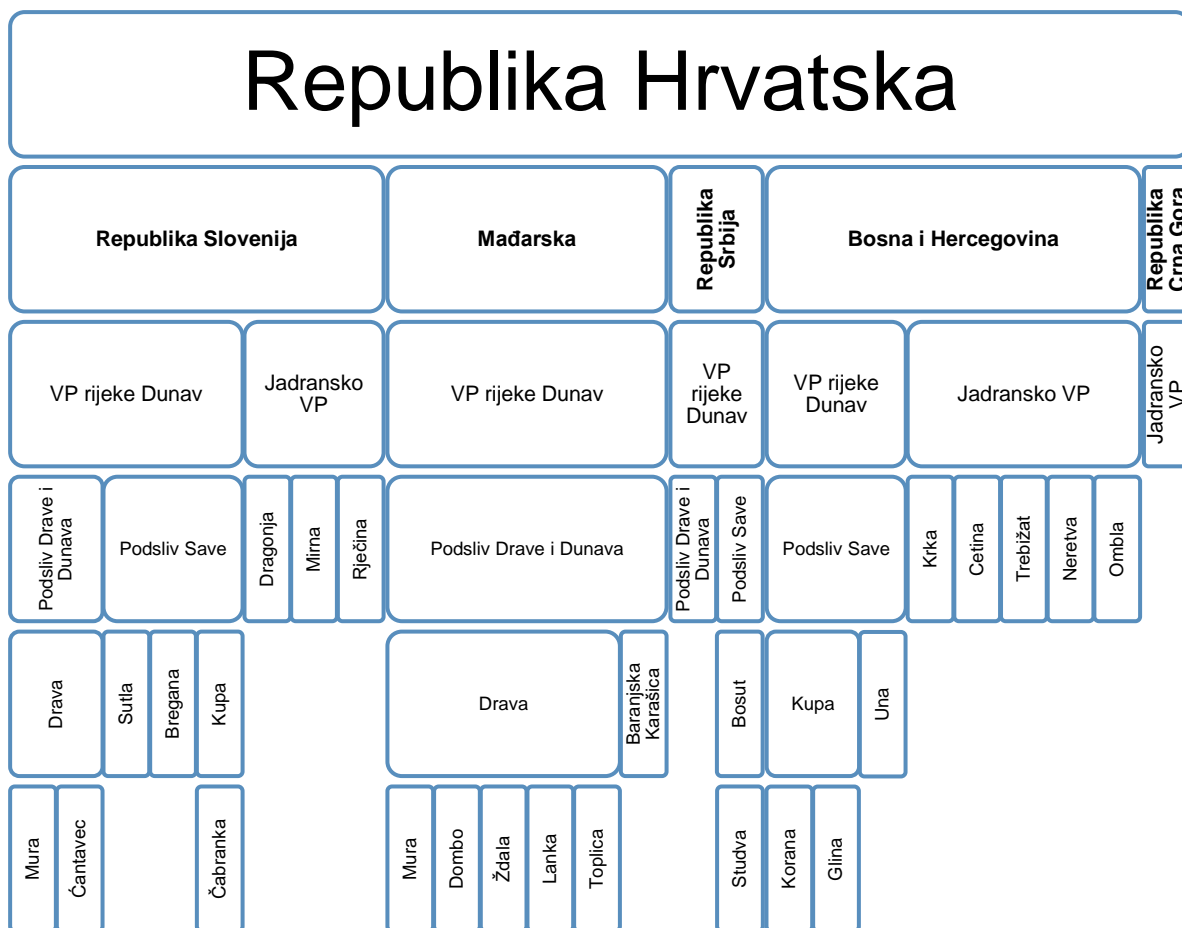 Republika Hrvatska
Republika Slovenija
Mađarska
Republika
Srbija
Bosna i Hercegovina
Republika
Crna Gora
VP rijeke Dunav
Jadransko
VP
VP rijeke Dunav
VP
rijeke
Dunav
VP rijeke
Dunav
Jadransko VP
Jadransko
VP
Podsliv Drave i
Dunava
Podsliv Save
Dragonja
Mirna
Rječina
Podsliv Drave i Dunava
Podsliv Drave i
Dunava
Podsliv Save
Podsliv Save
Krka
Cetina
Trebižat
Neretva
Ombla
Drava
Sutla
Bregana
Kupa
Drava
Baranjska
Karašica
Bosut
Kupa
Una
Mura
Ćantavec
Čabranka
Mura
Dombo
Ždala
Lanka
Toplica
Studva
Korana
Glina